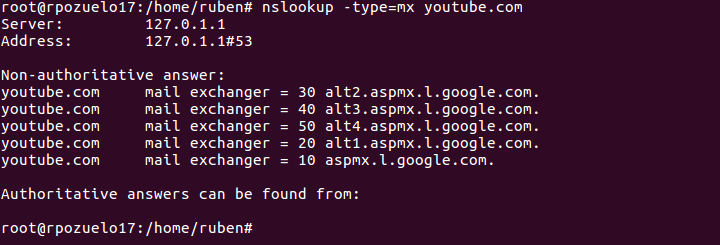 root@rpozuelo17:/home/ruben# nslookup -type=mx youtube.com
Server:         127.0.1.1
Address:        127.0.1.1#53
Non-authoritative answer:
youtube.com     mail exchanger = 30 alt2.aspmx.l.google.com.
youtube.com     mail exchanger = 40 alt3.aspmx.l.google.com.
youtube.com     mail exchanger = 50 alt4.aspmx.l.google.com.
youtube.com     mail exchanger = 20 alt1.aspmx.l.google.com.
youtube.com     mail exchanger = 10 aspmx.l.google.com.
Authoritative answers can be found from:
root@rpozuelo17:/home/ruben#